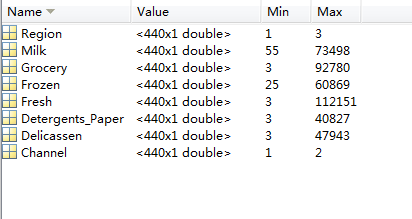 Name Value Min Max
Region <440x1 double> 1 3
Milk <440x1 double> 55 73498
Grocery <440x1 double> 3 92780
Frozen <440x1 double> 25 60869
Fresh <440x1 double> 3 112151
Detergents_Paper <440x1 double> 3 40827
Delicassen <440x1 double> 3 47943
Channel <440x1 double> 1 2